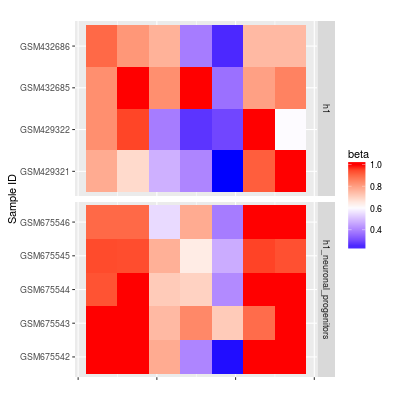 GSM432686
GSM432685
GSM429322
GSM429321
h1
GSM675546
GSM675545
GSM675544
GSM675543
GSM675542
h1_neuronal_progenitors
Sample ID
beta
1.0
0.8
0.6
0.4